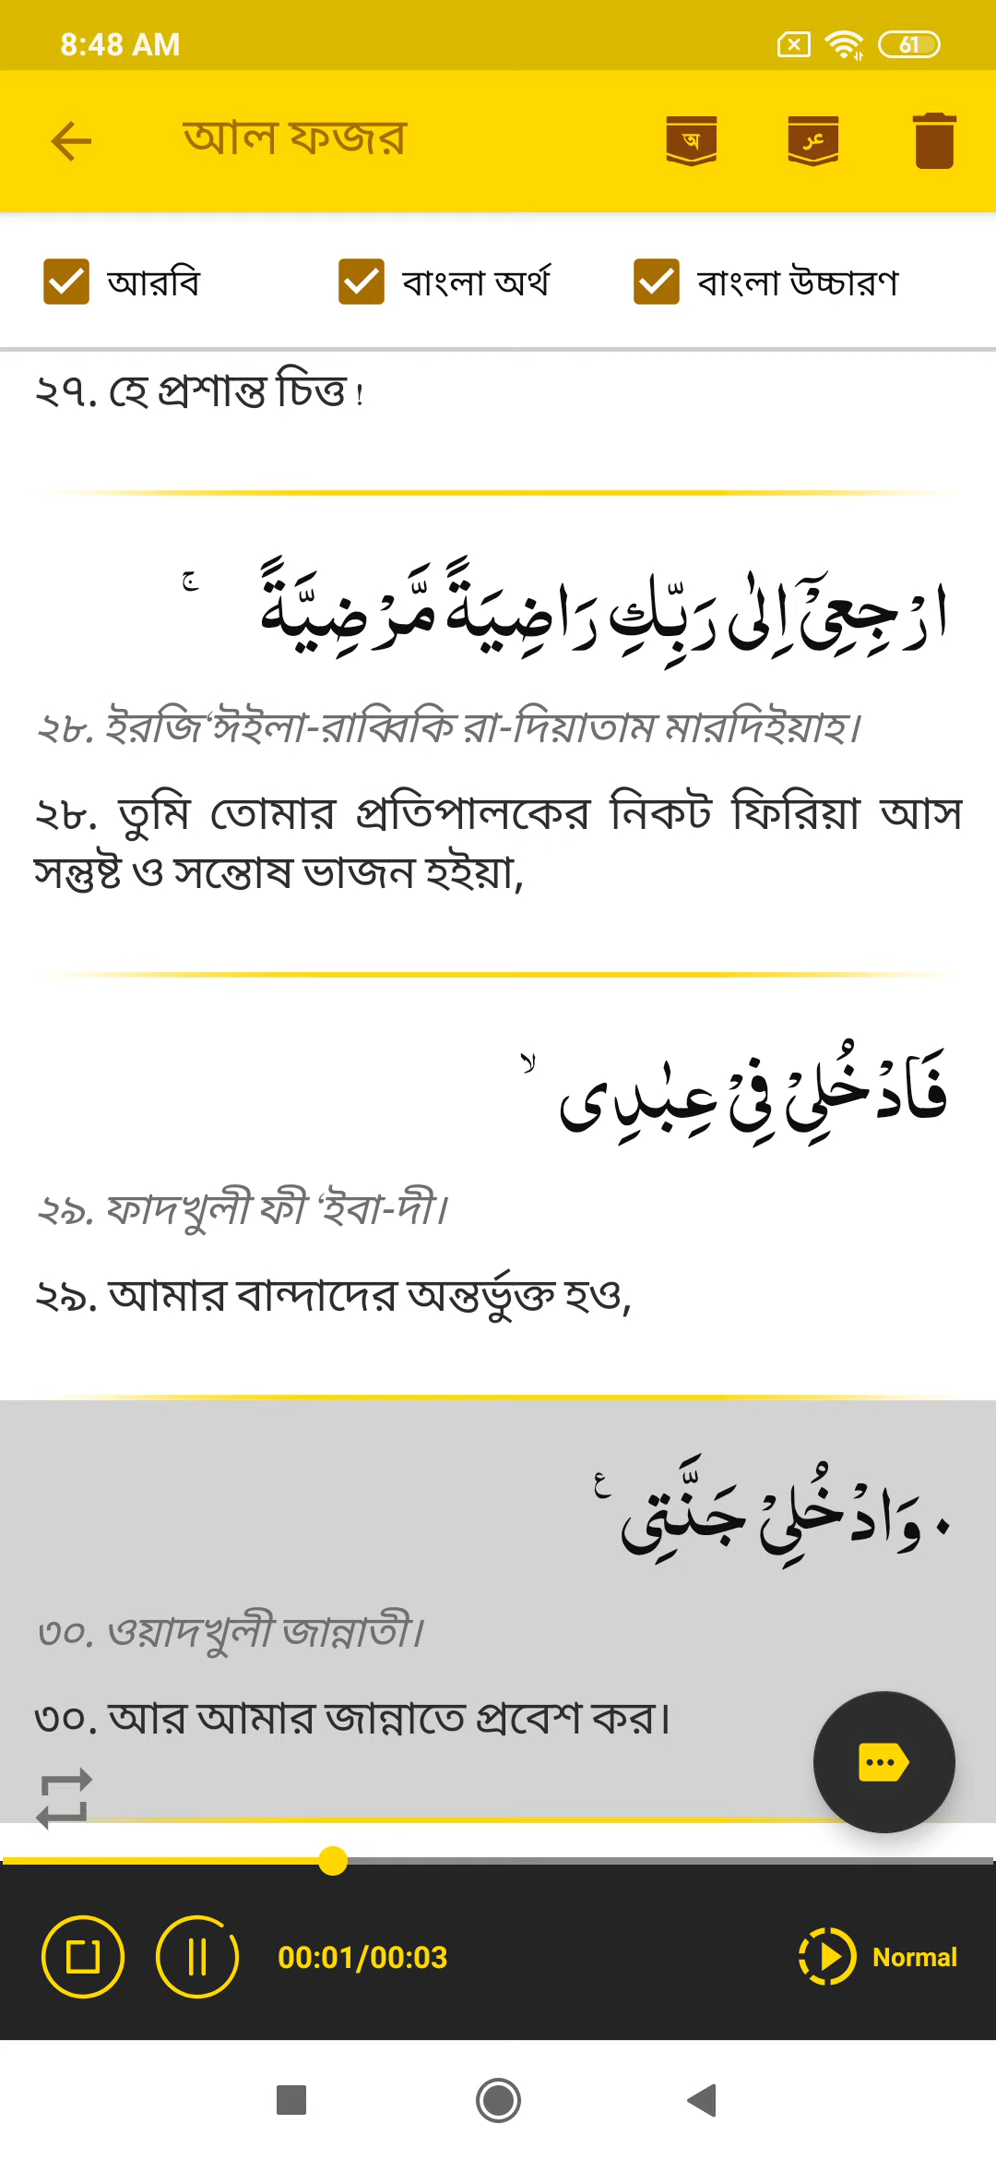 8:48 AM
61
আল ফজর
অ
عر
আরবি
বাংলা অর্থ
বাংলা উচ্চারণ
২৭. হে প্রশান্ত চিত্ত!
ارْجِعِىْٓ اِلٰى رَبِّكِ رَاضِيَةً مَّرْضِيَّةً ۚ
২৮. ইরজি‘ঈইলা-রাব্বিকি রা-দিয়াতাম মারদিইয়াহ।
২৮. তুমি তোমার প্রতিপালকের নিকট ফিরিয়া আস
সন্তুষ্ট ও সন্তোষ ভাজন হইয়া,
فَادْخُلِىْ فِىْ عِبٰدِى ۙ
২৯. ফাদখুলী ফী ‘ইবা-দী।
২৯. আমার বান্দাদের অন্তর্ভুক্ত হও,
٠ وَادْخُلِىْ جَنَّتِى ع
৩০. ওয়াদখুলী জান্নাতী।
৩০. আর আমার জান্নাতে প্রবেশ কর।
00:01/00:03
Normal